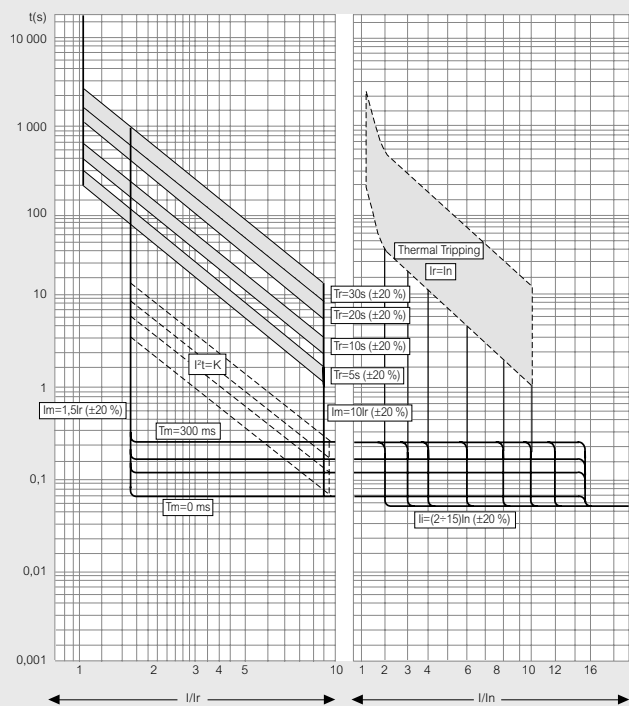 t(s)
10 000
1 000
100
10
1
0,1
0,01
0,001
Thermal Tripping
Ir=In
Tr=30s (±20 %)
Tr=20s (±20 %)
Tr=10s (±20 %)
Tr=5s (±20 %)
I²t=K
Im=1,5Ir (±20 %)
Im=10Ir (±20 %)
Tm=300 ms
Tm=0 ms
Ii=(2÷15)In (±20 %)
1 2 3 4 5 10
1 2 3 4 6 8 10 12 16
I/Ir
I/In